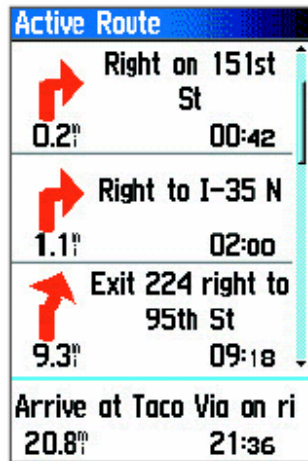 Active Route
Right on 151st
St
0.2mi 00:42
Right to I-35 N
1.1mi 02:00
Exit 224 right to
95th St
9.3mi 09:18
Arrive at Taco Via on ri
20.8mi 21:36